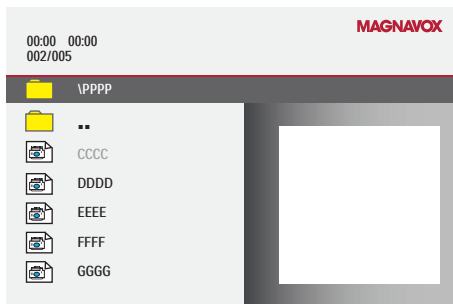 MAGNAVOX
00:00 00:00
002/005
\PPPP
..
CCCC
DDDD
EEEE
FFFF
GGGG